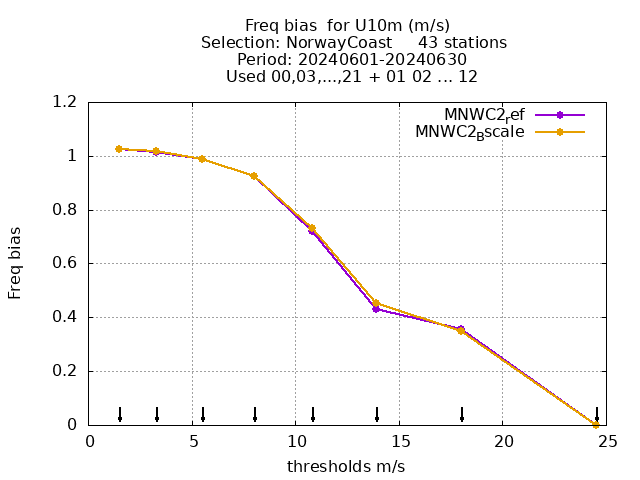 Freq bias  for U10m (m/s)
Selection: NorwayCoast     43 stations
Period: 20240601-20240630
Used 00,03,...,21 + 01 02 ... 12
MNWC2ref
MNWC2Bscale
1.2
1
0.8
0.6
0.4
0.2
0
Freq bias
0 5 10 15 20 25
thresholds m/s